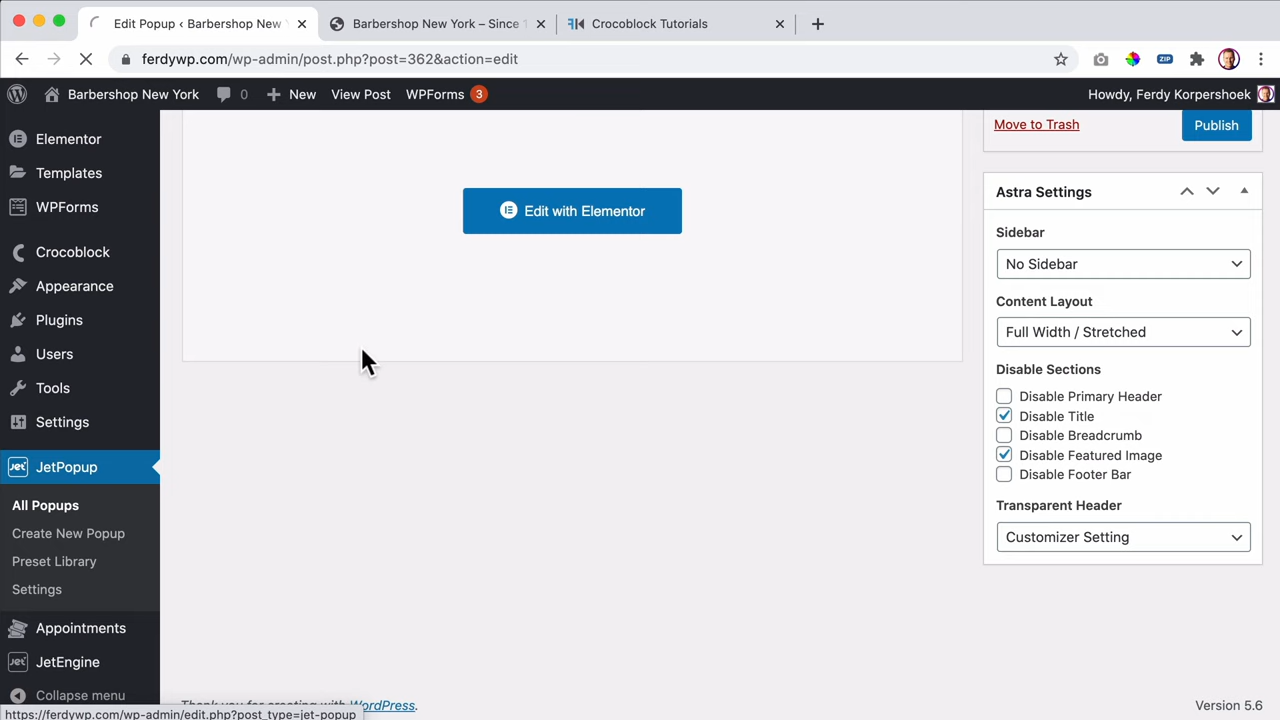 Edit Popup ‹ Barbershop New Y
Barbershop New York – Since 1
Crocoblock Tutorials
ferdywp.com/wp-admin/post.php?post=362&action=edit
ZIP
Barbershop New York
0
New
View Post
WPForms 3
Howdy, Ferdy Korpershoek
Elementor
Templates
WPForms
Crocoblock
Appearance
Plugins
Users
Tools
Settings
JetPopup
All Popups
Create New Popup
Preset Library
Settings
Appointments
JetEngine
Collapse menu
Edit with Elementor
Move to Trash
Publish
Astra Settings
Sidebar
No Sidebar
Content Layout
Full Width / Stretched
Disable Sections
Disable Primary Header
Disable Title
Disable Breadcrumb
Disable Featured Image
Disable Footer Bar
Transparent Header
Customizer Setting
Thank you for creating with WordPress.
Version 5.6
https://ferdywp.com/wp-admin/edit.php?post_type=jet-popup